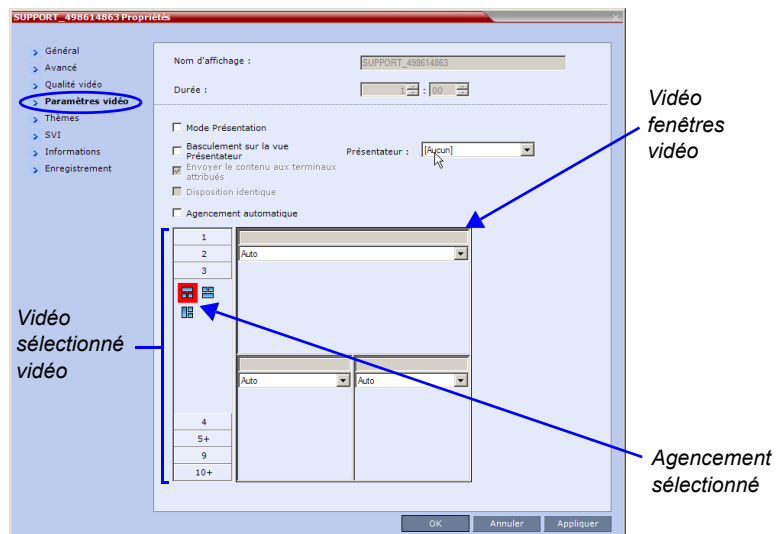 SUPPORT_498614863 Propriétés
Général
Avancé
Qualité vidéo
Paramètres vidéo
Thèmes
SVI
Informations
Enregistrement
Nom d'affichage :
SUPPORT_498614863
Durée :
1 : 00
Mode Présentation
Basculement sur la vue
Présentateur
Présentateur :
[Aucun]
Envoyer le contenu aux terminaux
attribués
Disposition identique
Agencement automatique
1
2
3
4
5+
9
10+
Auto
Auto
Auto
OK
Annuler
Appliquer
Vidéo
fenêtres
vidéo
Vidéo
sélectionné
vidéo
Agencement
sélectionné